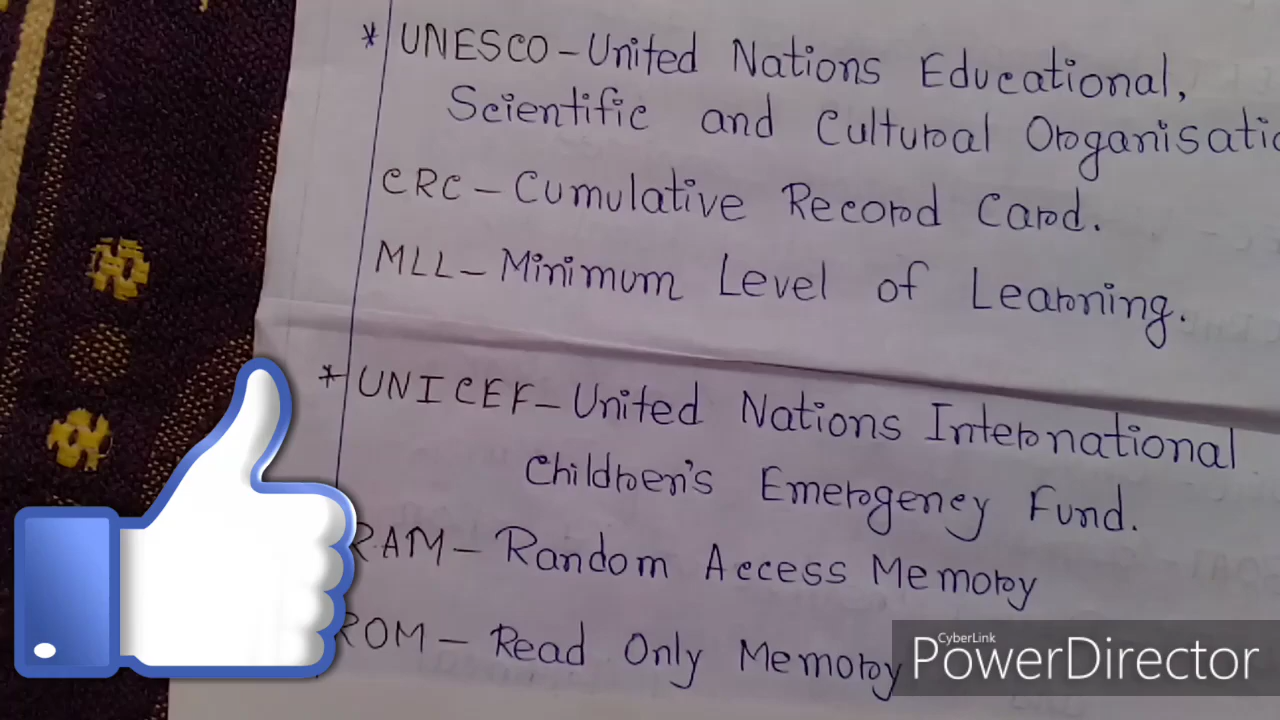 * UNESCO - United Nations Educational,
Scientific and Cultural Organisatio
CRC - Cumulative Record Card.
MLL - Minimum Level of Learning.
* UNICEF - United Nations International
Children's Emergency Fund.
RAM - Random Access Memory
ROM - Read Only Memory
CyberLink
PowerDirector